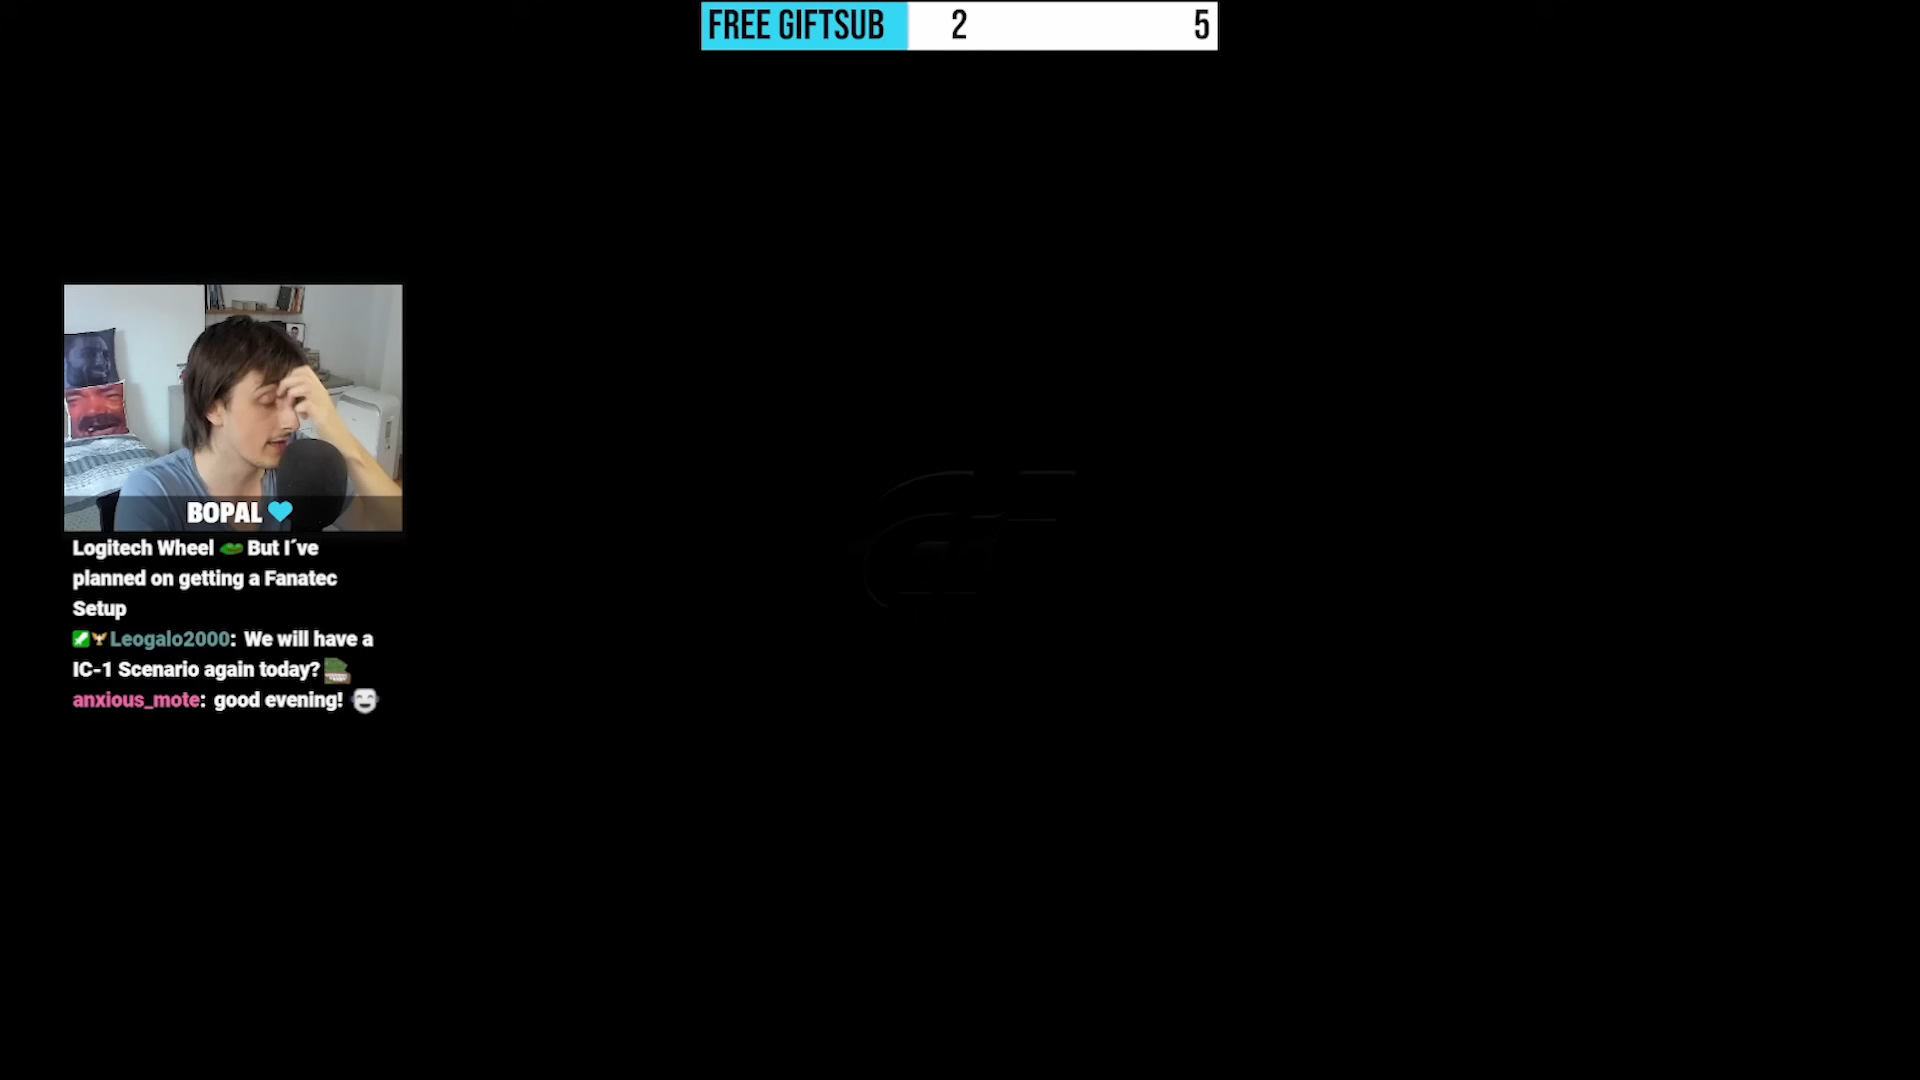 FREE GIFTSUB 2 5
BOPAL
Logitech Wheel But I´ve
planned on getting a Fanatec
Setup
Leogalo2000: We will have a
IC-1 Scenario again today?
anxious_mote: good evening!